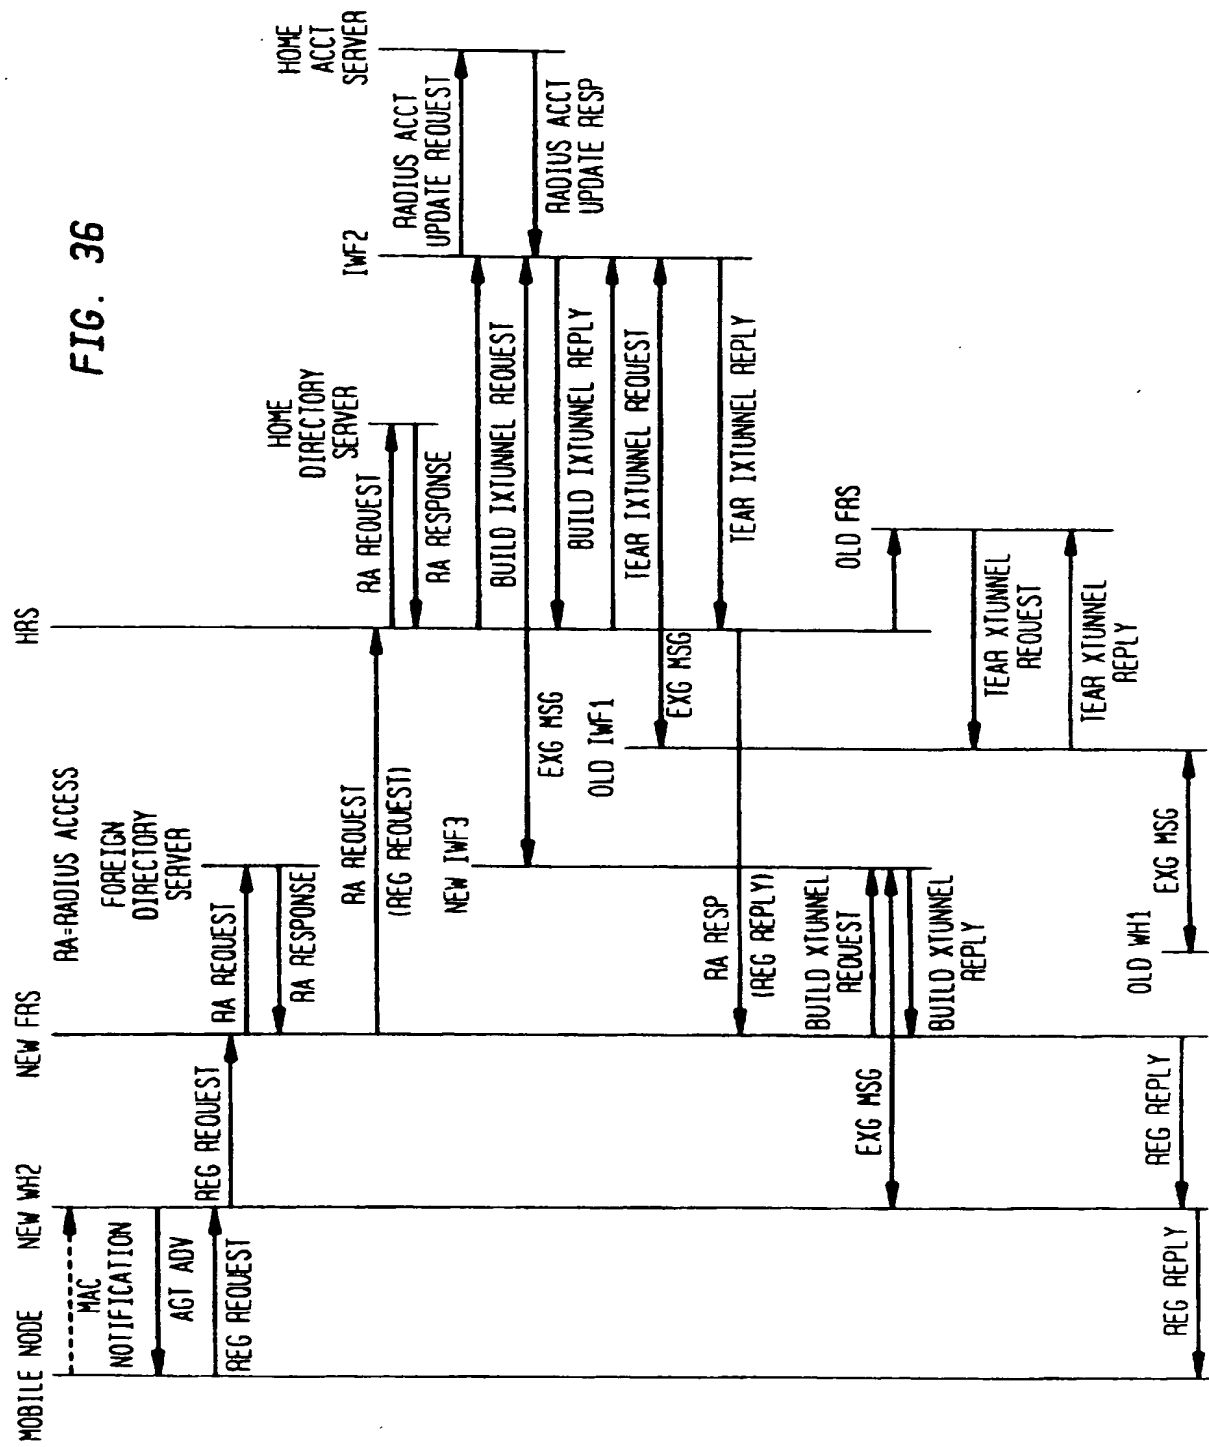 FIG. 36
RA=RADIUS ACCESS
MOBILE NODE
NEW WH2
NEW FRS
FOREIGN
DIRECTORY
SERVER
HRS
HOME
DIRECTORY
SERVER
IWF2
HOME
ACCT
SERVER
MAC
NOTIFICATION
AGT ADV
REG REQUEST
REG REQUEST
RA REQUEST
RA RESPONSE
RA REQUEST
(REG REQUEST)
RA REQUEST
RA RESPONSE
RADIUS ACCT
UPDATE REQUEST
RADIUS ACCT
UPDATE RESP
BUILD IXTUNNEL REQUEST
NEW IWF3
EXG MSG
BUILD IXTUNNEL REPLY
OLD IWF1
TEAR IXTUNNEL REQUEST
EXG MSG
TEAR IXTUNNEL REPLY
RA RESP
(REG REPLY)
BUILD XTUNNEL
REQUEST
EXG MSG
BUILD XTUNNEL
REPLY
OLD FRS
TEAR XTUNNEL
REQUEST
TEAR XTUNNEL
REPLY
OLD WH1
EXG MSG
REG REPLY
REG REPLY